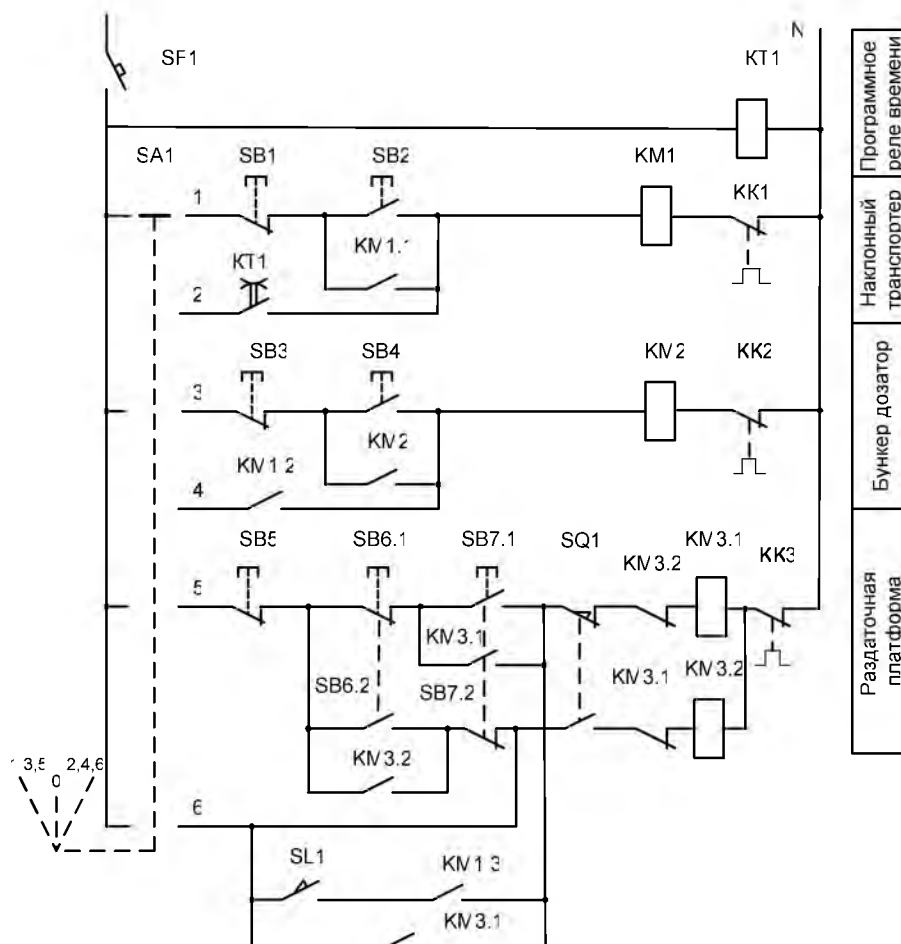 N
SF1
KT1
SA1
SB1
SB2
KM1
KK1
1
KM1.1
KT1
2
SB3
SB4
KM2
KK2
3
KM2
KM1 2
4
SB5
SB6.1
SB7.1
SQ1
KM3.2
KM3.1
KK3
5
KM3.1
SB6.2
SB7.2
KM3.1
KM3.2
KM3.2
3,5
0
2,4,6
6
SL1
KM1 3
KM3.1
Программное
реле времени
Наклонный
транспортер
Бункер дозатор
Раздаточная
платформа